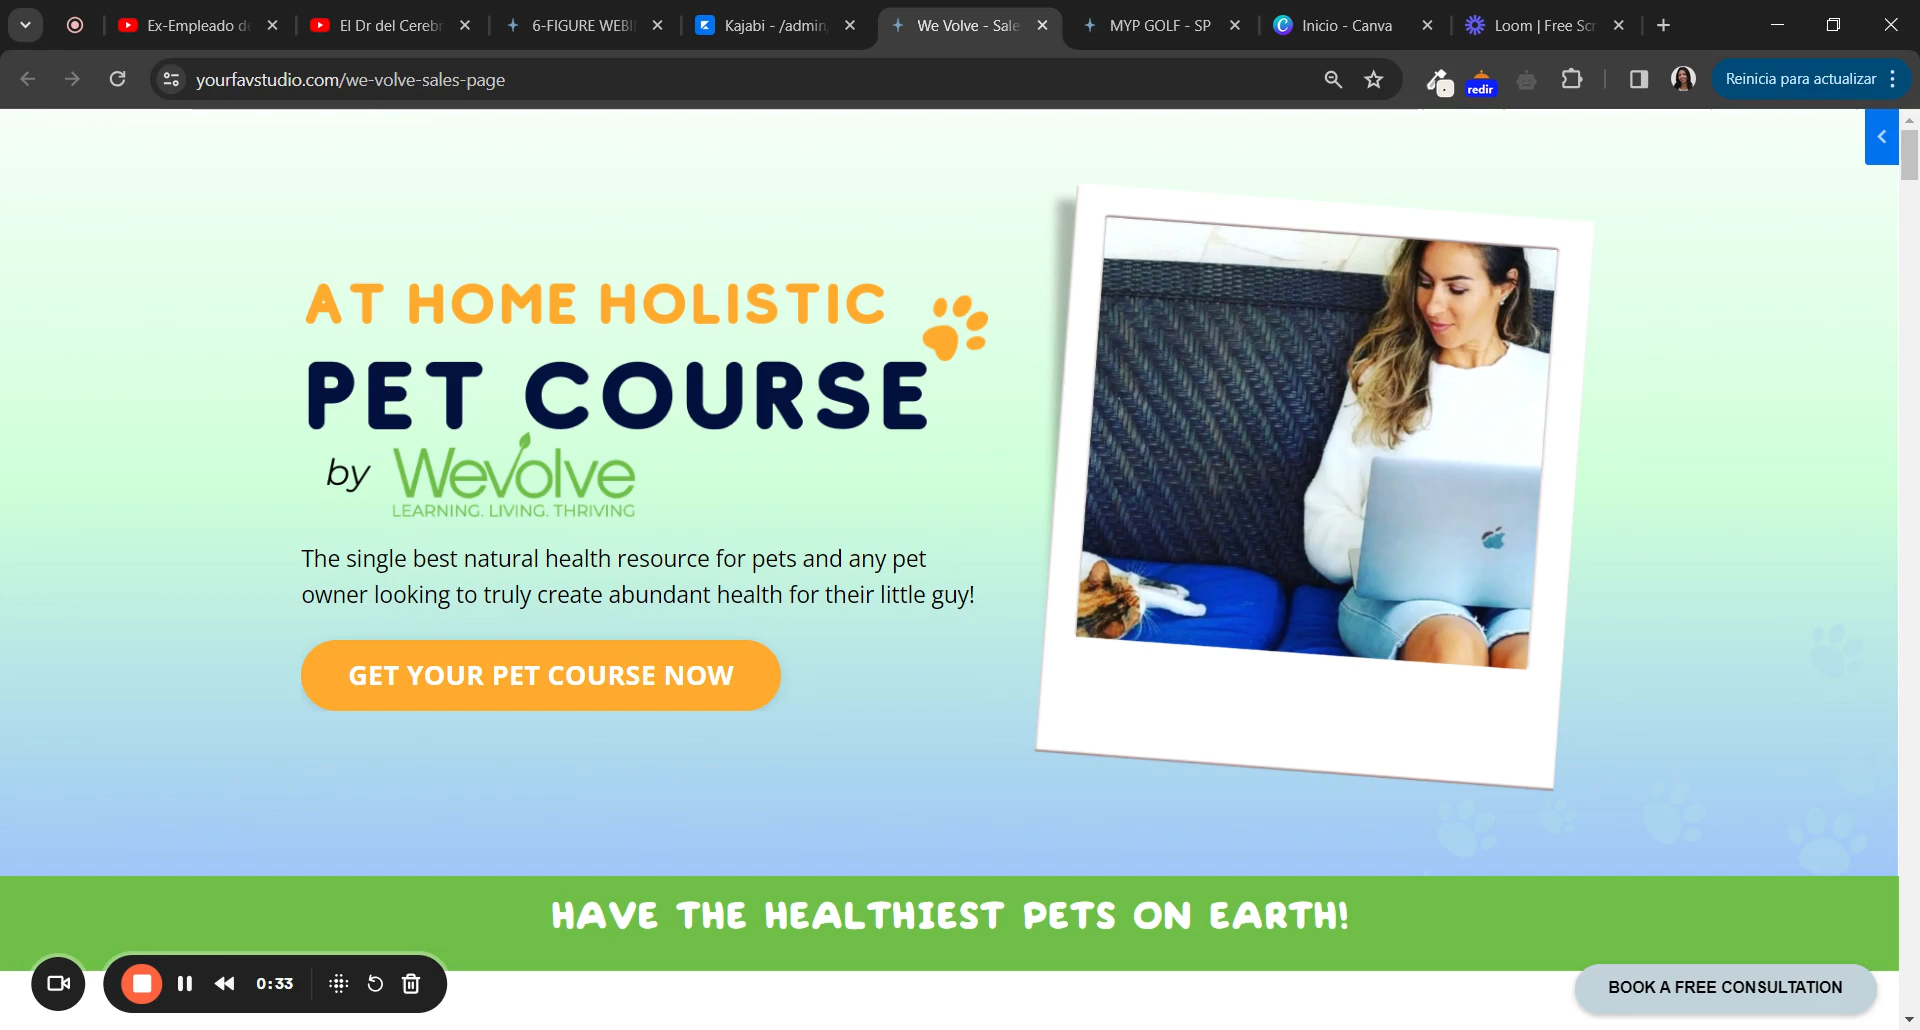 Ex-Empleado d
El Dr del Cerebr
6-FIGURE WEBI
Kajabi - /admin
We Volve - Sale
MYP GOLF - SP
Inicio - Canva
Loom | Free Scr
yourfavstudio.com/we-volve-sales-page
redir
Reinicia para actualizar
AT HOME HOLISTIC
PET COURSE
by Wevolve
LEARNING. LIVING. THRIVING
The single best natural health resource for pets and any pet
owner looking to truly create abundant health for their little guy!
GET YOUR PET COURSE NOW
HAVE THE HEALTHIEST PETS ON EARTH!
0:33
BOOK A FREE CONSULTATION